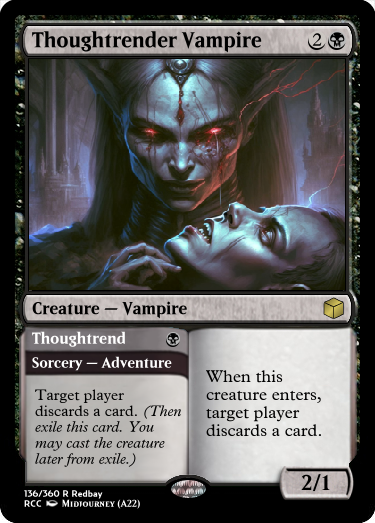 Thoughtrender Vampire 2
Creature — Vampire
Thoughtrend
Sorcery — Adventure
Target player
discards a card. (Then
exile this card. You
may cast the creature
later from exile.)
When this
creature enters,
target player
discards a card.
2/1
136/360 R Redbay
RCC Midjourney (A22)